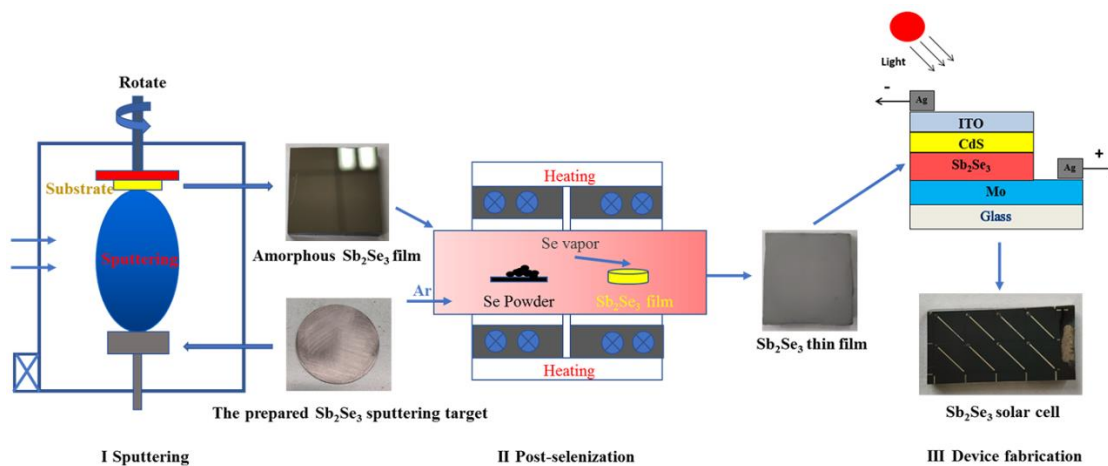 Rotate
Substrate
Sputtering
Amorphous Sb₂Se₃ film
The prepared Sb₂Se₃ sputtering target
I Sputtering
Heating
Se vapor
Ar
Se Powder
Sb₂Se₃ film
Heating
II Post-selenization
Sb₂Se₃ thin film
Light
-
Ag
ITO
CdS
Sb₂Se₃
Ag
+
Mo
Glass
Sb₂Se₃ solar cell
III Device fabrication